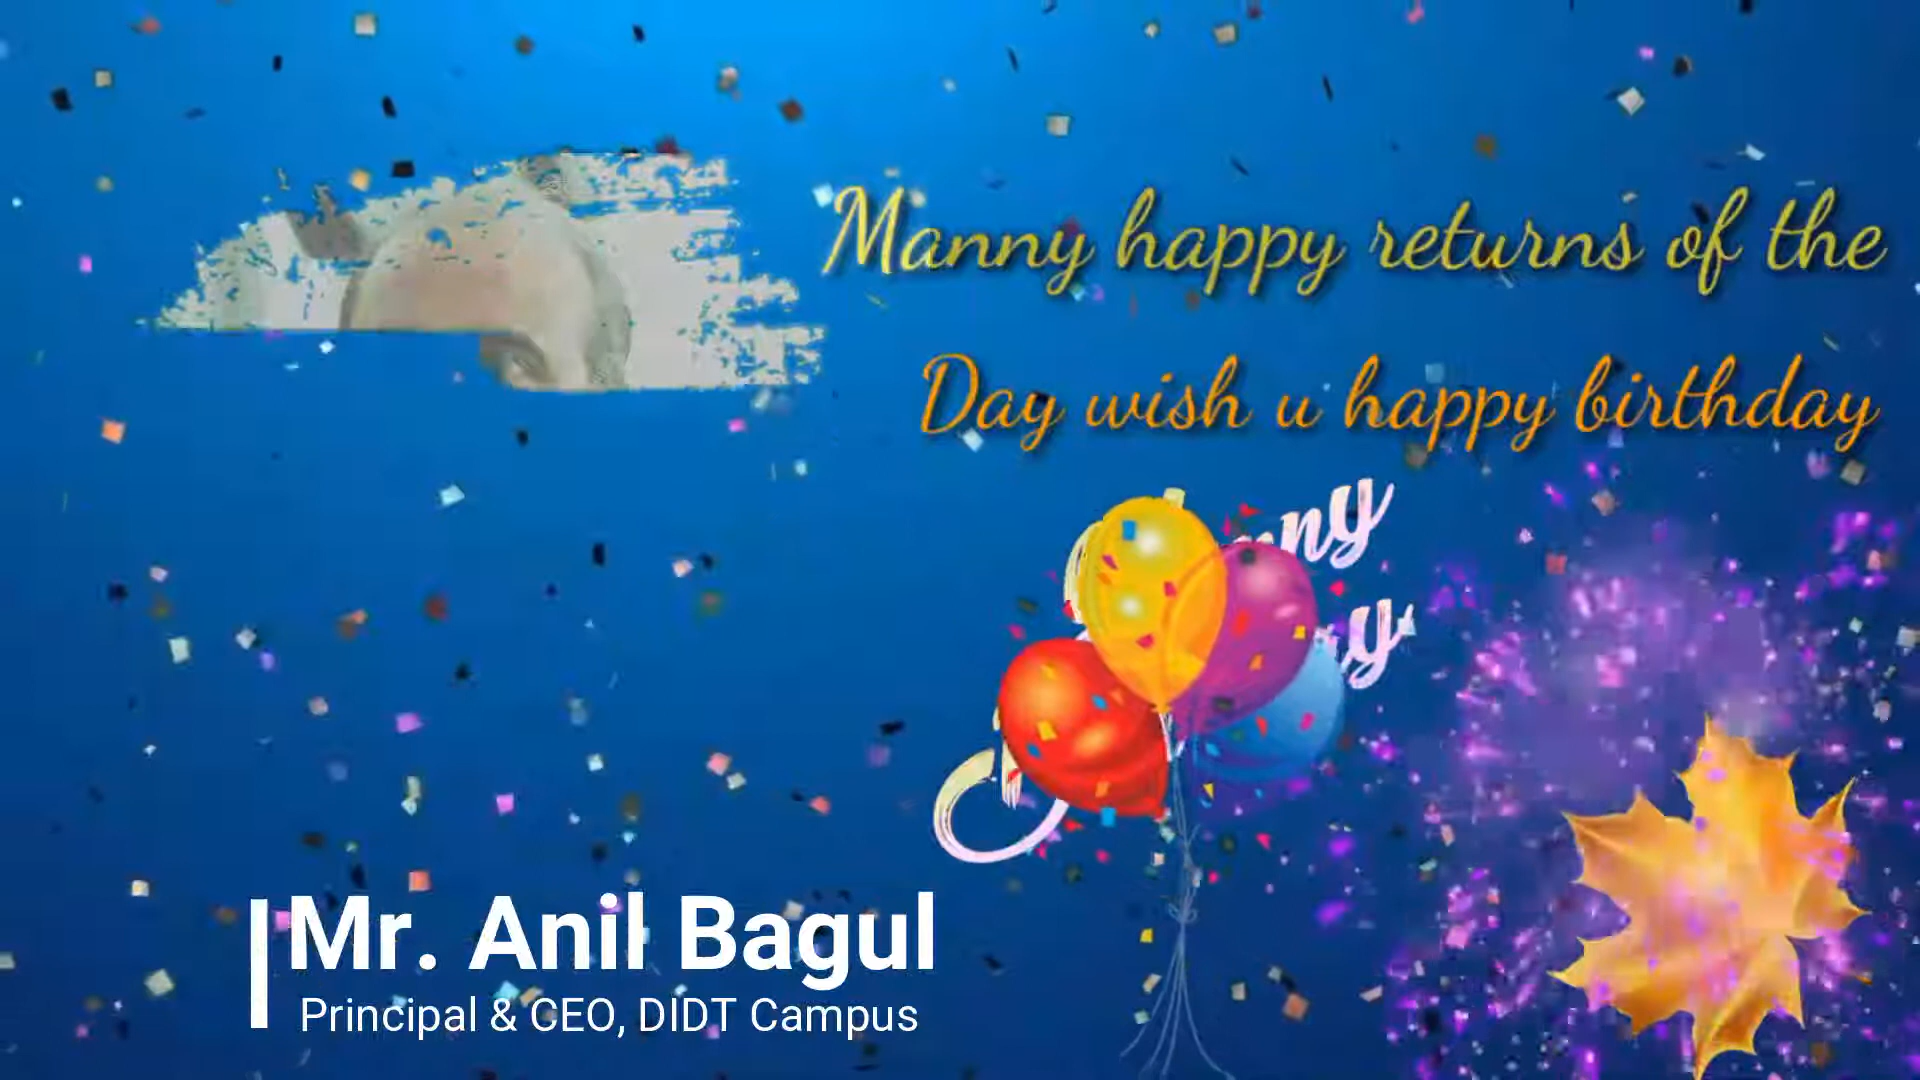 Manny happy returns of the
Day wish u happy birthday
Mr. Anil Bagul
Principal & CEO, DIDT Campus